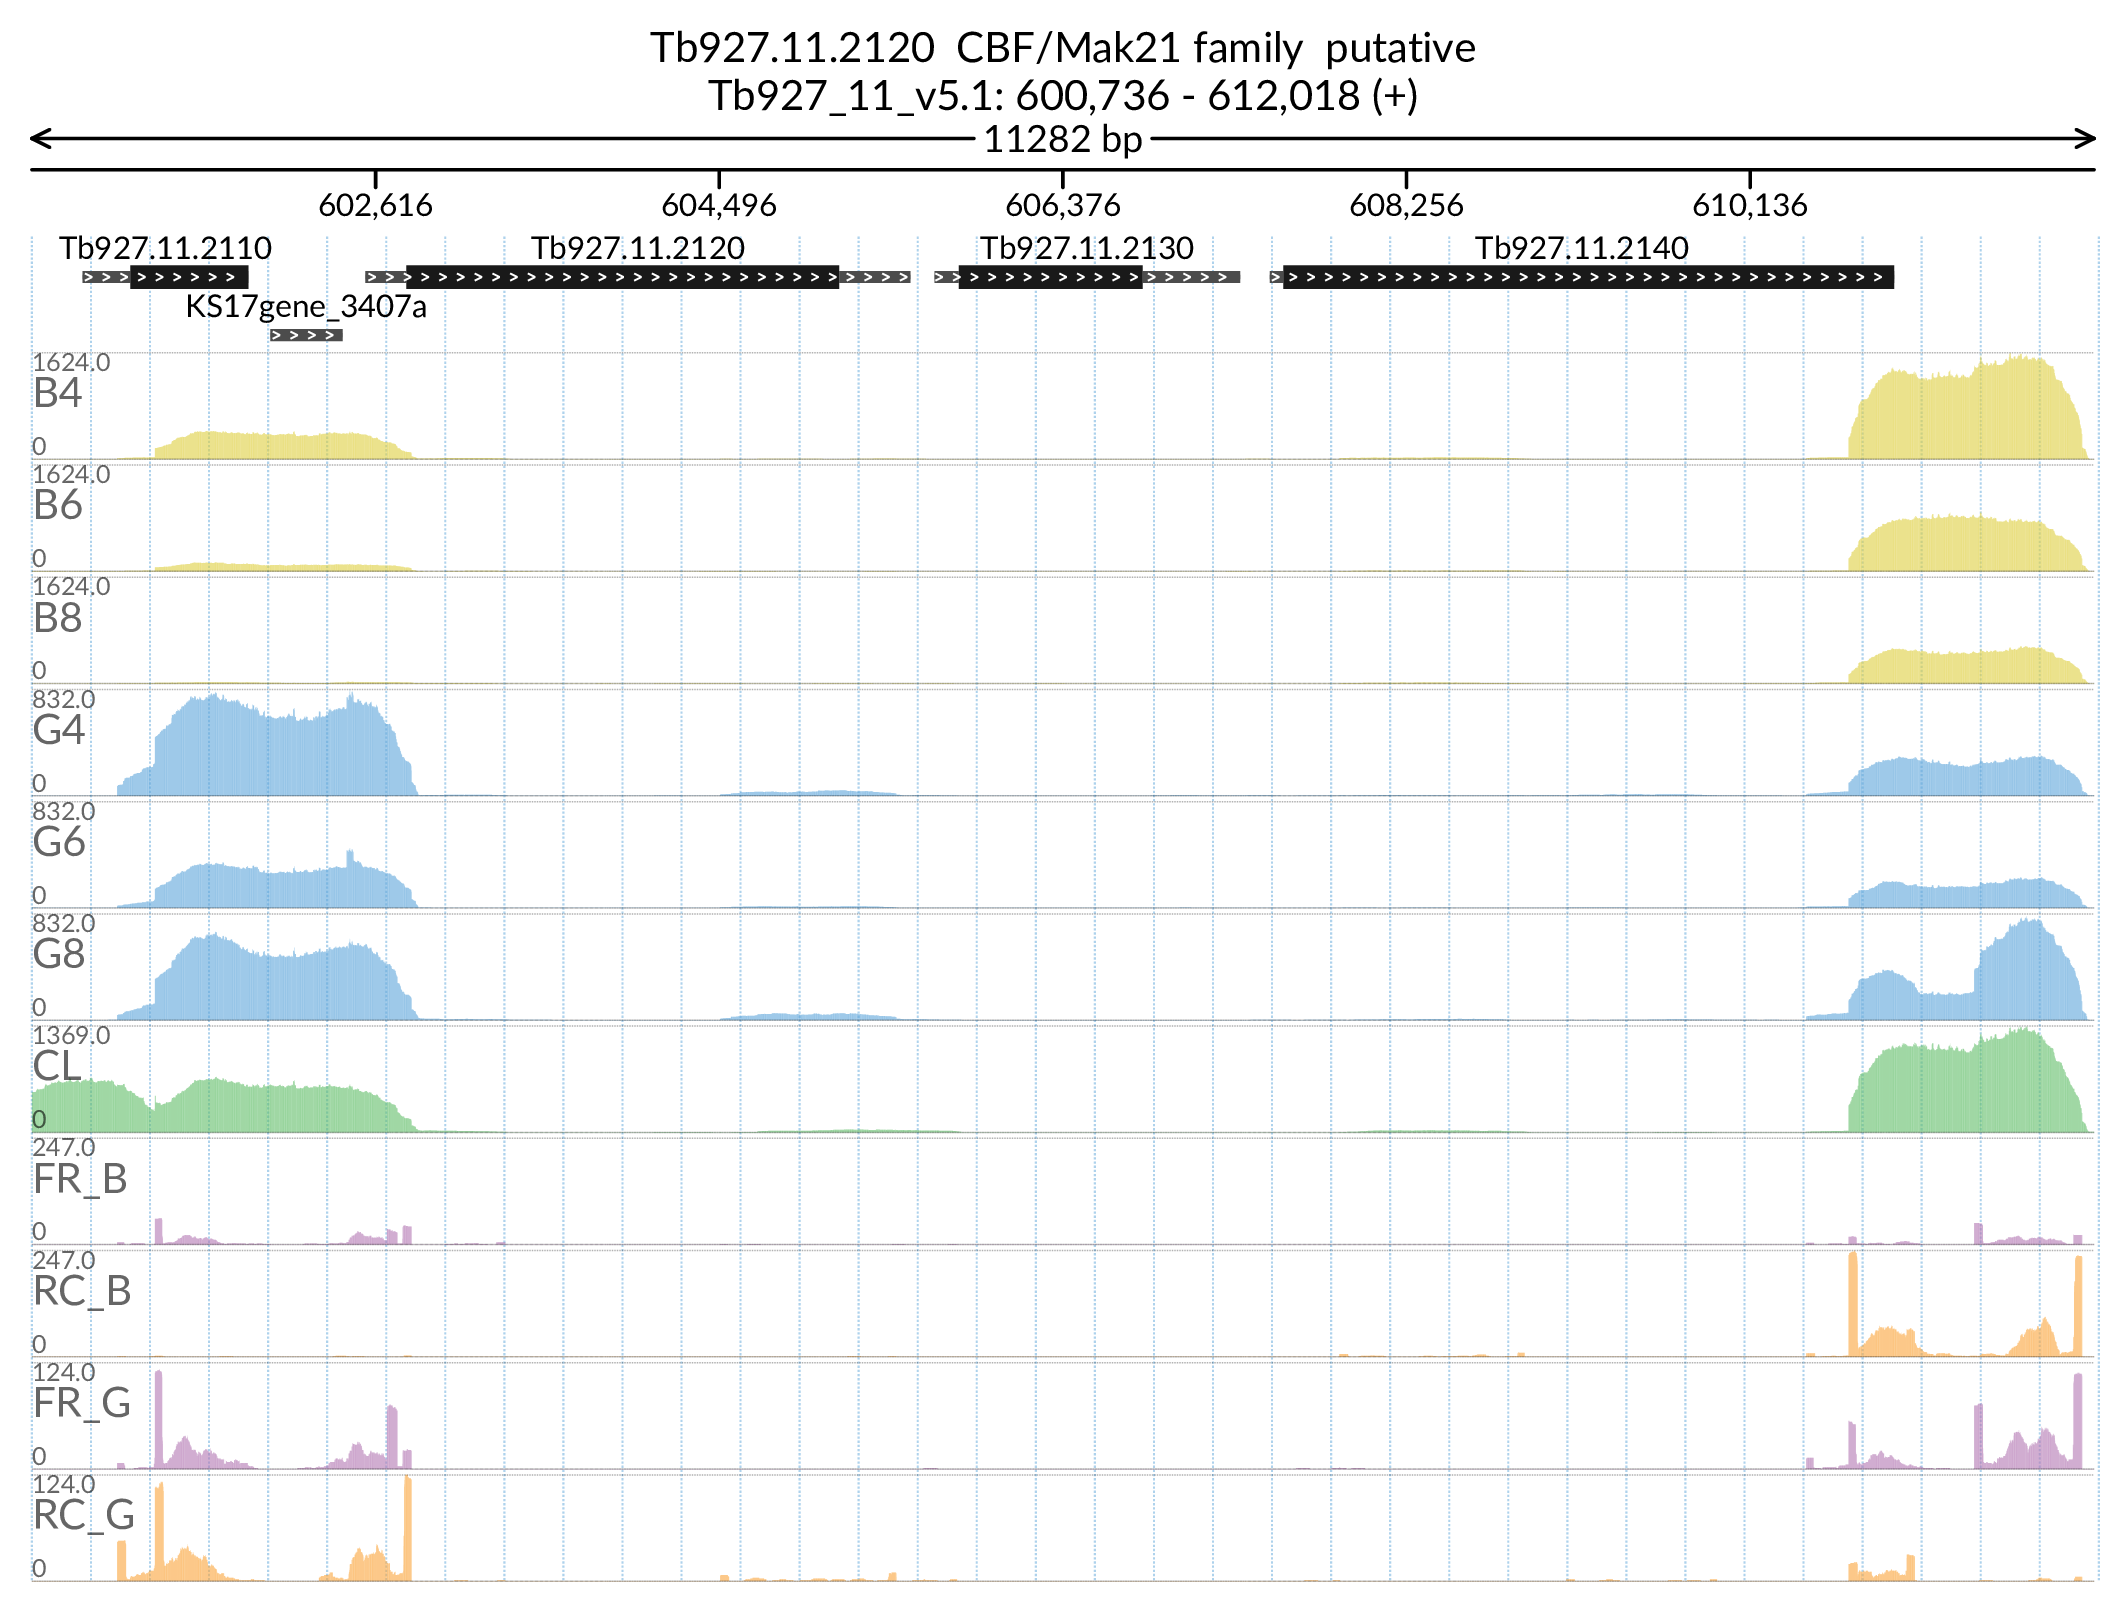 Tb927.11.2120  CBF/Mak21 family  putative
Tb927_11_v5.1: 600,736 - 612,018 (+)
11282 bp
602,616 604,496 606,376 608,256 610,136
Tb927.11.2110 Tb927.11.2120 Tb927.11.2130 Tb927.11.2140
KS17gene_3407a
1624.0
B4
0
1624.0
B6
0
1624.0
B8
0
832.0
G4
0
832.0
G6
0
832.0
G8
0
1369.0
CL
0
247.0
FR_B
0
247.0
RC_B
0
124.0
FR_G
0
124.0
RC_G
0